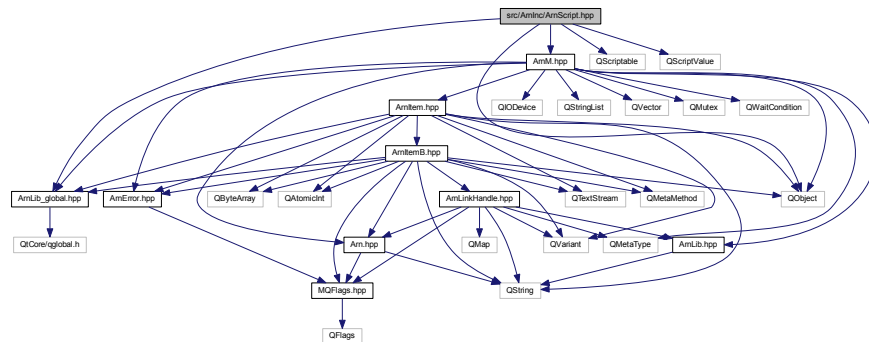 src/ArnInc/ArnScript.hpp
ArnM.hpp
QScriptable
QScriptValue
ArnItem.hpp
QIODevice
QStringList
QVector
QMutex
QWaitCondition
ArnItemB.hpp
ArnLib_global.hpp
ArnError.hpp
QByteArray
QAtomicInt
ArnLinkHandle.hpp
QTextStream
QMetaMethod
QObject
QtCore/qglobal.h
Arn.hpp
QMap
QVariant
QMetaType
ArnLib.hpp
MQFlags.hpp
QString
QFlags